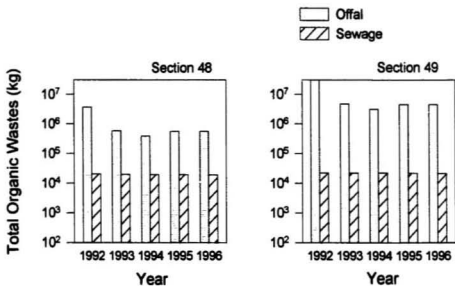 Offal
Sewage
Section 48
Section 49
Total Organic Wastes (kg)
10⁷
10⁶
10⁵
10⁴
10³
10²
10⁷
10⁶
10⁵
10⁴
10³
10²
1992 1993 1994 1995 1996
1992 1993 1994 1995 1996
Year
Year